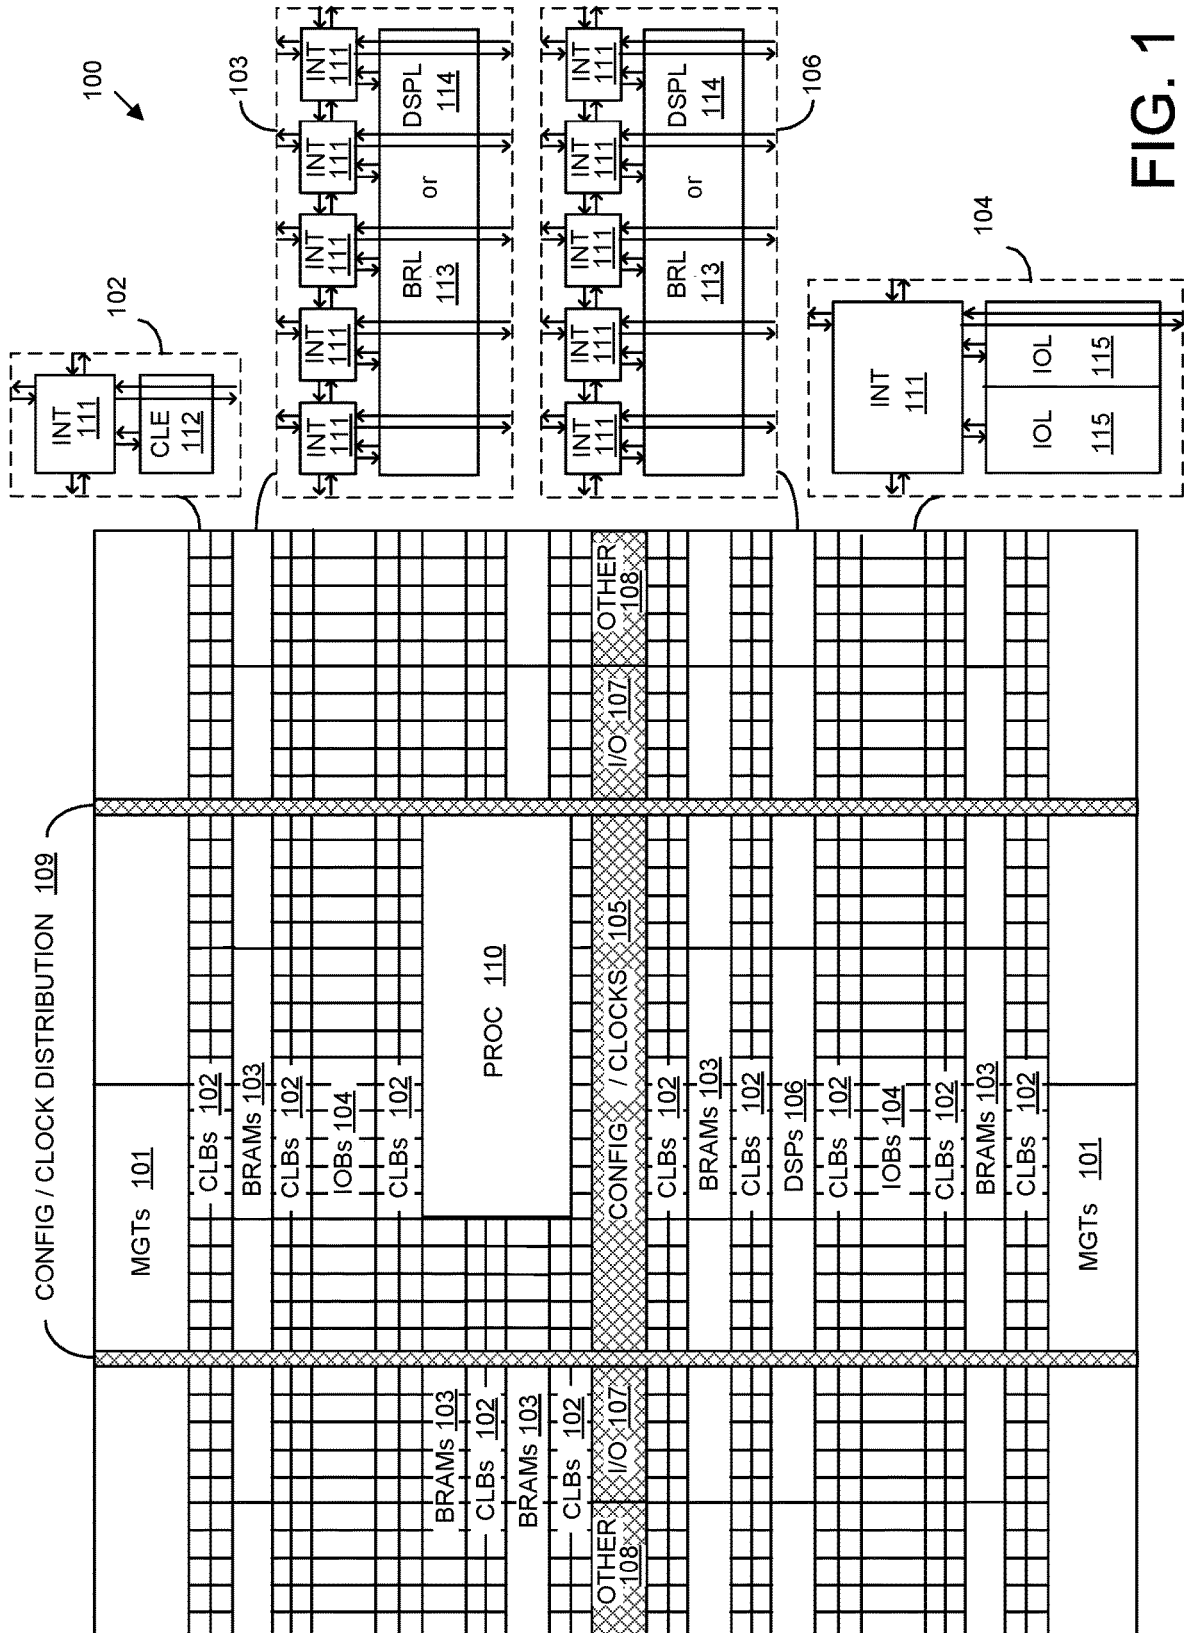 100
CONFIG / CLOCK DISTRIBUTION 109
MGTs 101
CLBs 102
BRAMs 103
CLBs 102
IOBs 104
CLBs 102
BRAMs 103
CLBs 102
PROC 110
BRAMs 103
CLBs 102
OTHER 108
I/O 107
CONFIG / CLOCKS 105
I/O 107
OTHER 108
CLBs 102
BRAMs 103
CLBs 102
DSPs 106
CLBs 102
IOBs 104
CLBs 102
BRAMs 103
CLBs 102
MGTs 101
102
INT
111
CLE
112
103
INT INT INT INT INT
111 111 111 111 111
BRL or DSPL
113 114
INT INT INT INT INT
111 111 111 111 111
BRL or DSPL
113 114
106
104
INT
111
IOL IOL
115 115
FIG. 1